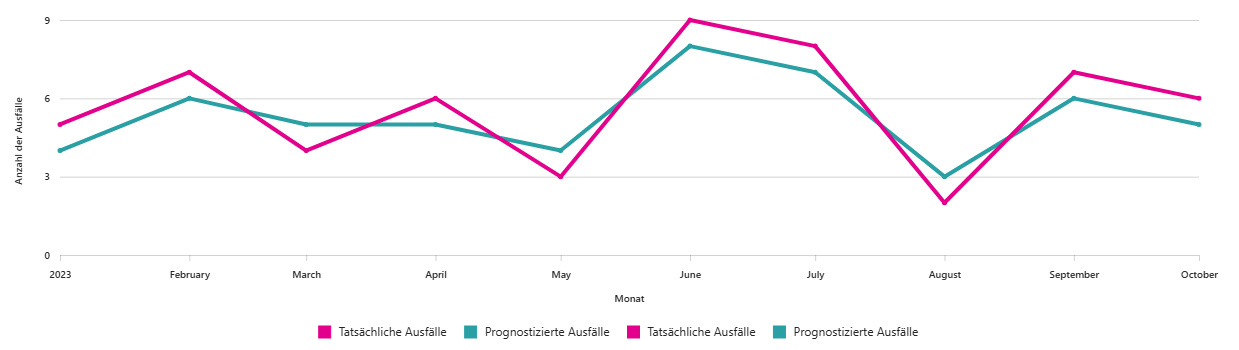 9
6
3
0
Anzahl der Ausfälle
2023 February March April May June July August September October
Monat
Tatsächliche Ausfälle Prognostizierte Ausfälle Tatsächliche Ausfälle Prognostizierte Ausfälle